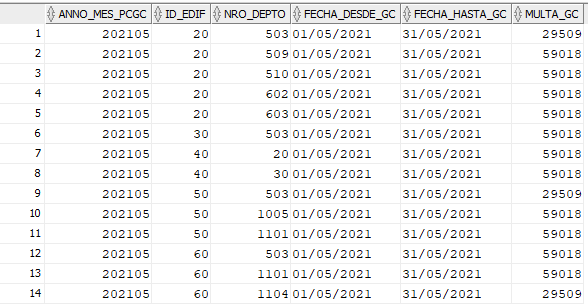 ANNO_MES_PCGC ID_EDIF NRO_DEPTO FECHA_DESDE_GC FECHA_HASTA_GC MULTA_GC
1 202105 20 503 01/05/2021 31/05/2021 29509
2 202105 20 509 01/05/2021 31/05/2021 59018
3 202105 20 510 01/05/2021 31/05/2021 59018
4 202105 20 602 01/05/2021 31/05/2021 59018
5 202105 20 603 01/05/2021 31/05/2021 59018
6 202105 30 503 01/05/2021 31/05/2021 59018
7 202105 40 20 01/05/2021 31/05/2021 59018
8 202105 40 30 01/05/2021 31/05/2021 59018
9 202105 50 503 01/05/2021 31/05/2021 29509
10 202105 50 1005 01/05/2021 31/05/2021 59018
11 202105 50 1101 01/05/2021 31/05/2021 59018
12 202105 60 503 01/05/2021 31/05/2021 59018
13 202105 60 1101 01/05/2021 31/05/2021 59018
14 202105 60 1104 01/05/2021 31/05/2021 29509